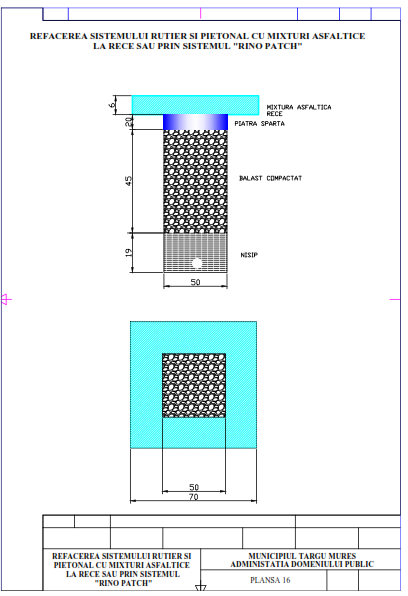 REFACEREA SISTEMULUI RUTIER SI PIETONAL CU MIXTURI ASFALTICE
LA RECE SAU PRIN SISTEMUL "RINO PATCH"
6
MIXTURA ASFALTICA
RECE
20
PIATRA SPARTA
45
BALAST COMPACTAT
19
NISIP
50
50
70
REFACEREA SISTEMULUI RUTIER SI
PIETONAL CU MIXTURI ASFALTICE
LA RECE SAU PRIN SISTEMUL
"RINO PATCH"
MUNICIPIUL TARGU MURES
ADMINISTATIA DOMENIULUI PUBLIC
PLANSA 16